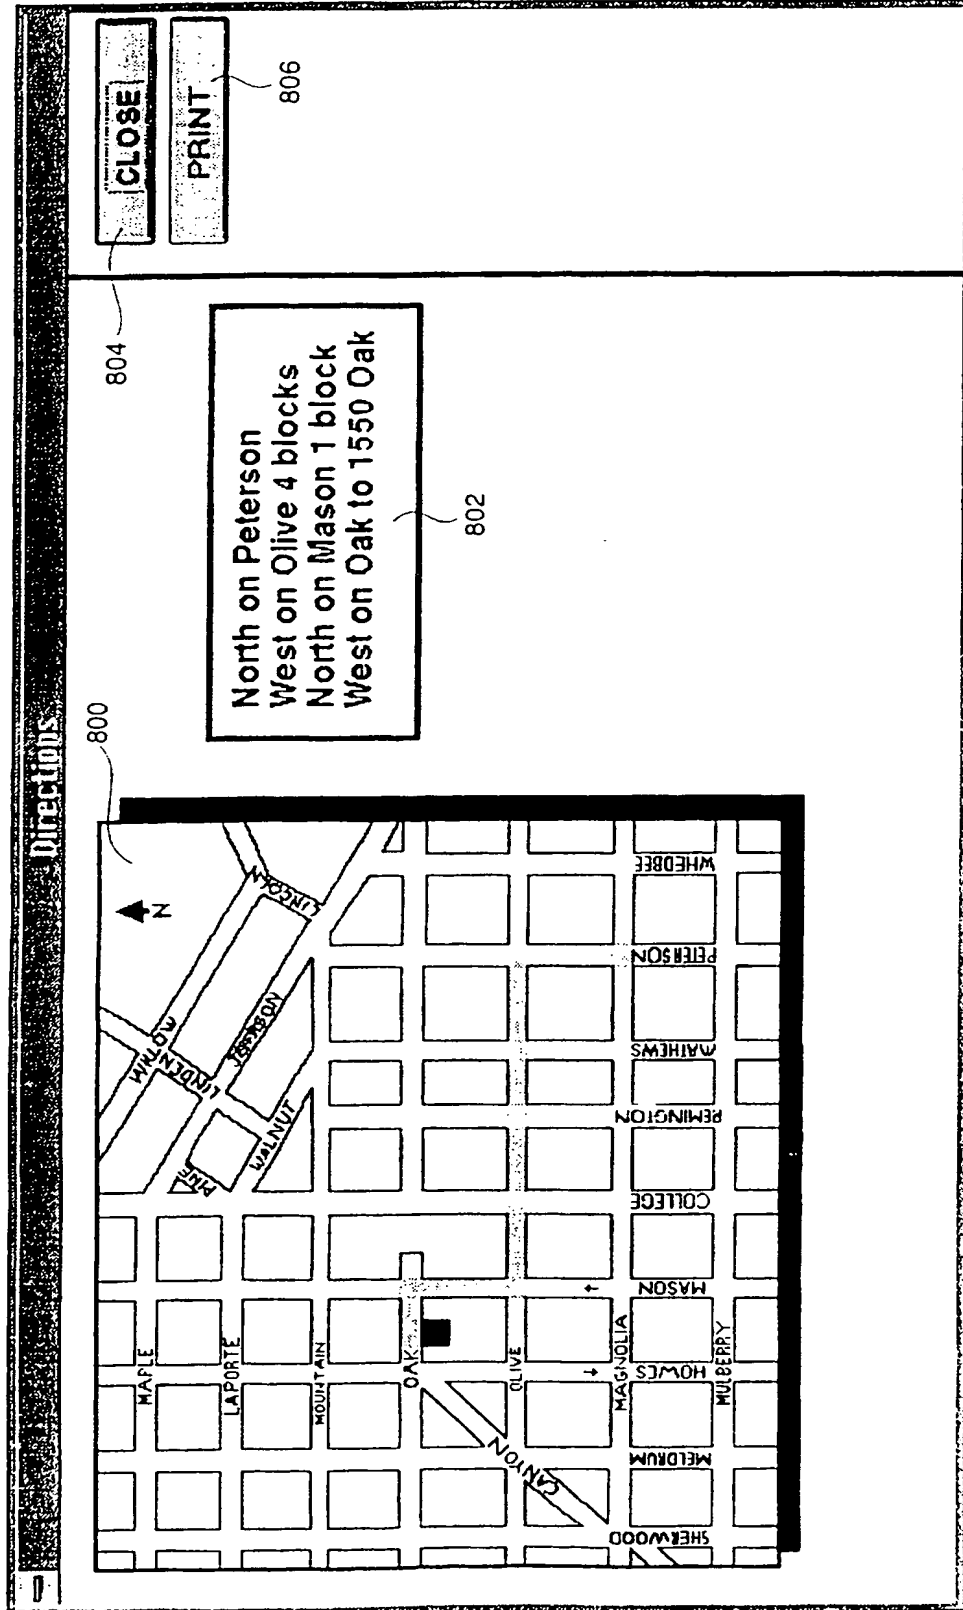 Directions
CLOSE
PRINT
804
806
800
North on Peterson
West on Olive 4 blocks
North on Mason 1 block
West on Oak to 1550 Oak
802
N
LINCOLN
LINCOLN
WILLOW
LINDEN
JEFFERSON
WALNUT
PINE
MAPLE
LAPORTE
MOUNTAIN
OAK
OLIVE
MAGNOLIA
MULBERRY
CANYON
SHERWOOD
MELDRUM
HOWES
MASON
COLLEGE
REMINGTON
MATHEWS
PETERSON
WHEDBEE